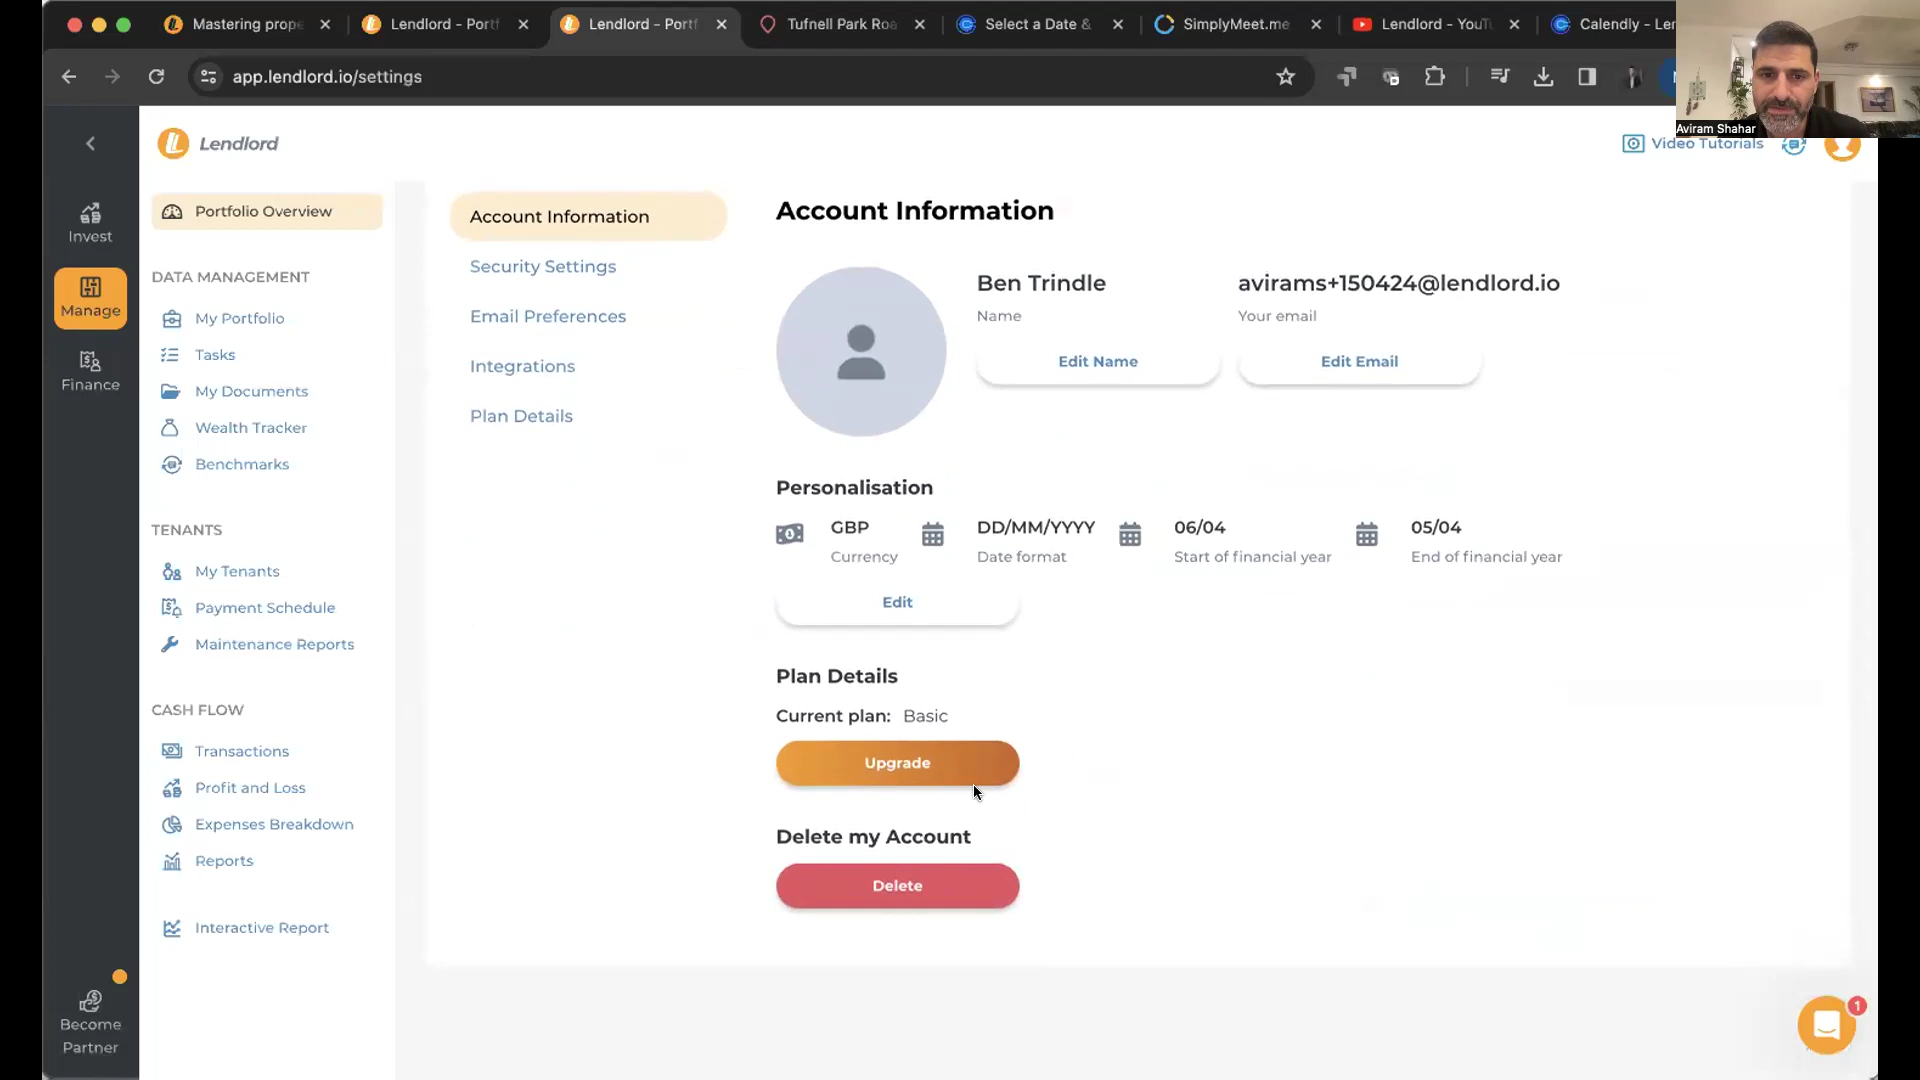 Mastering prope
Lendlord - Portf
Lendlord - Portf
Tufnell Park Roa
Select a Date &
SimplyMeet.me
Lendlord - YouTu
Calendly - Len
app.lendlord.io/settings
Aviram Shahar
Lendlord
Video Tutorials
Invest
Manage
Finance
Become
Partner
Portfolio Overview
DATA MANAGEMENT
My Portfolio
Tasks
My Documents
Wealth Tracker
Benchmarks
TENANTS
My Tenants
Payment Schedule
Maintenance Reports
CASH FLOW
Transactions
Profit and Loss
Expenses Breakdown
Reports
Interactive Report
Account Information
Security Settings
Email Preferences
Integrations
Plan Details
Account Information
Ben Trindle
Name
Edit Name
avirams+150424@lendlord.io
Your email
Edit Email
Personalisation
GBP
Currency
DD/MM/YYYY
Date format
06/04
Start of financial year
05/04
End of financial year
Edit
Plan Details
Current plan: Basic
Upgrade
Delete my Account
Delete
1